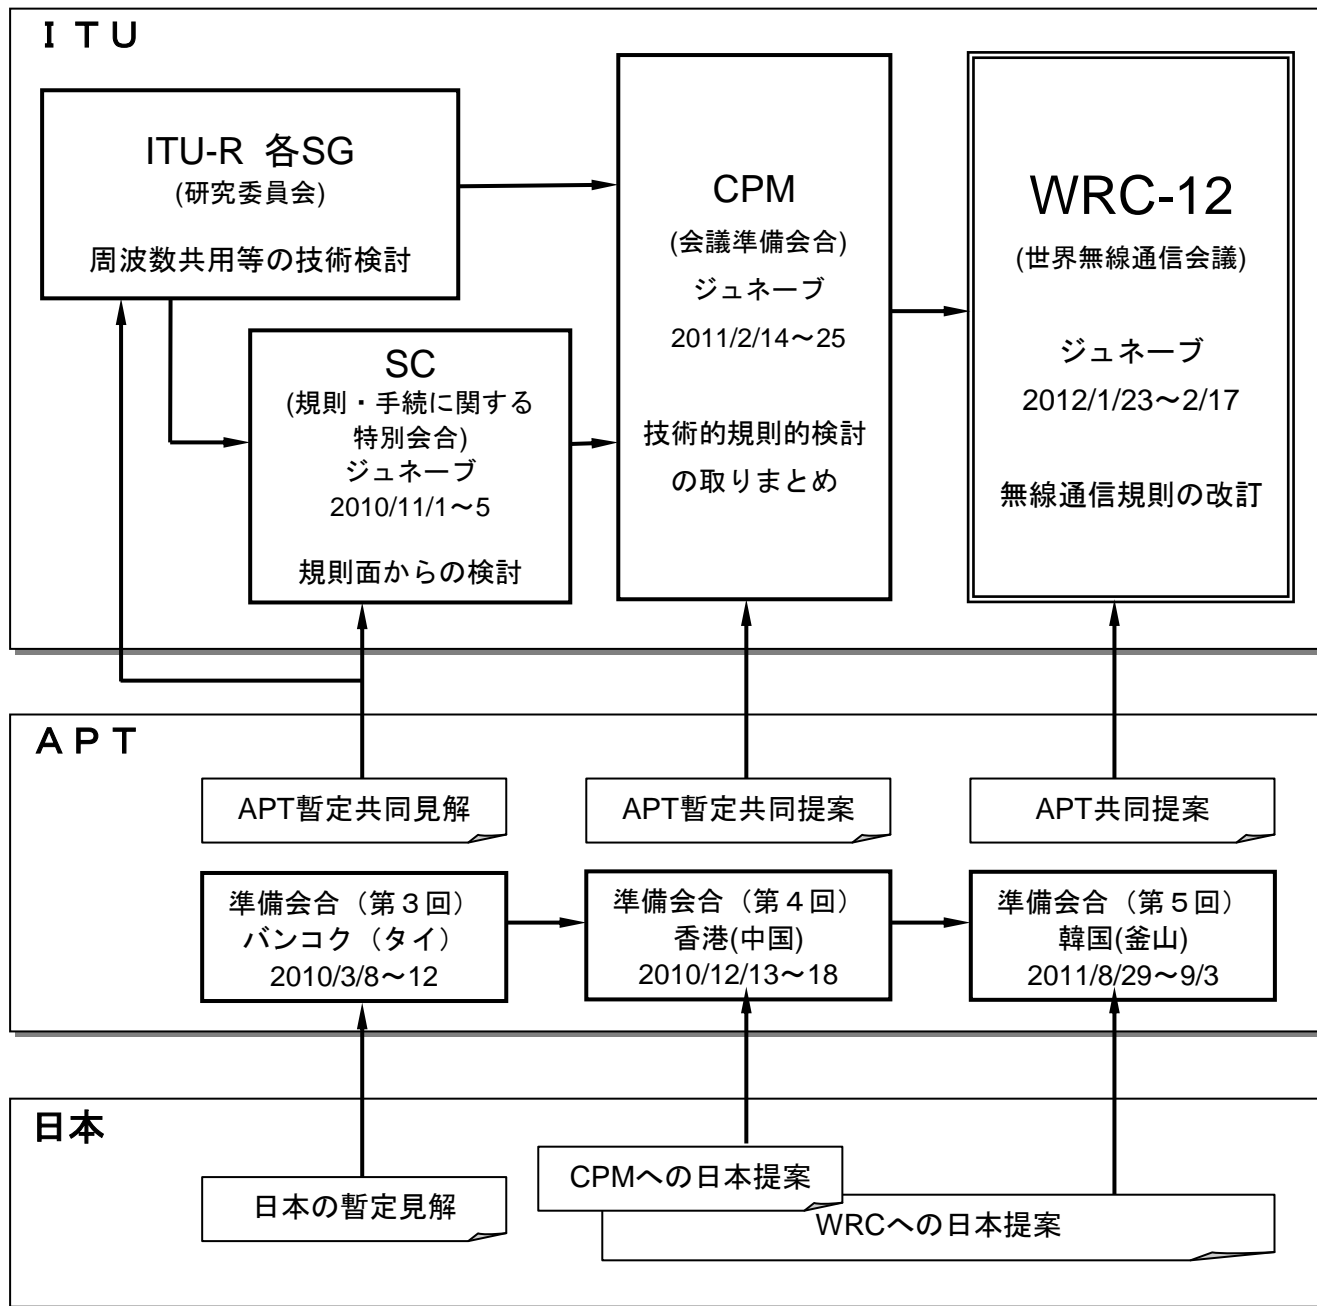 ＩＴＵ
ITU-R 各SG
(研究委員会)
周波数共用等の技術検討
SC
(規則・手続に関する
特別会合)
ジュネーブ
2010/11/1～5
規則面からの検討
CPM
(会議準備会合)
ジュネーブ
2011/2/14～25
技術的規則的検討
の取りまとめ
WRC-12
(世界無線通信会議)
ジュネーブ
2012/1/23～2/17
無線通信規則の改訂
ＡＰＴ
APT暫定共同見解
APT暫定共同提案
APT共同提案
準備会合（第３回）
バンコク（タイ）
2010/3/8～12
準備会合（第４回）
香港(中国)
2010/12/13～18
準備会合（第５回）
韓国(釜山)
2011/8/29～9/3
日本
日本の暫定見解
CPMへの日本提案
WRCへの日本提案